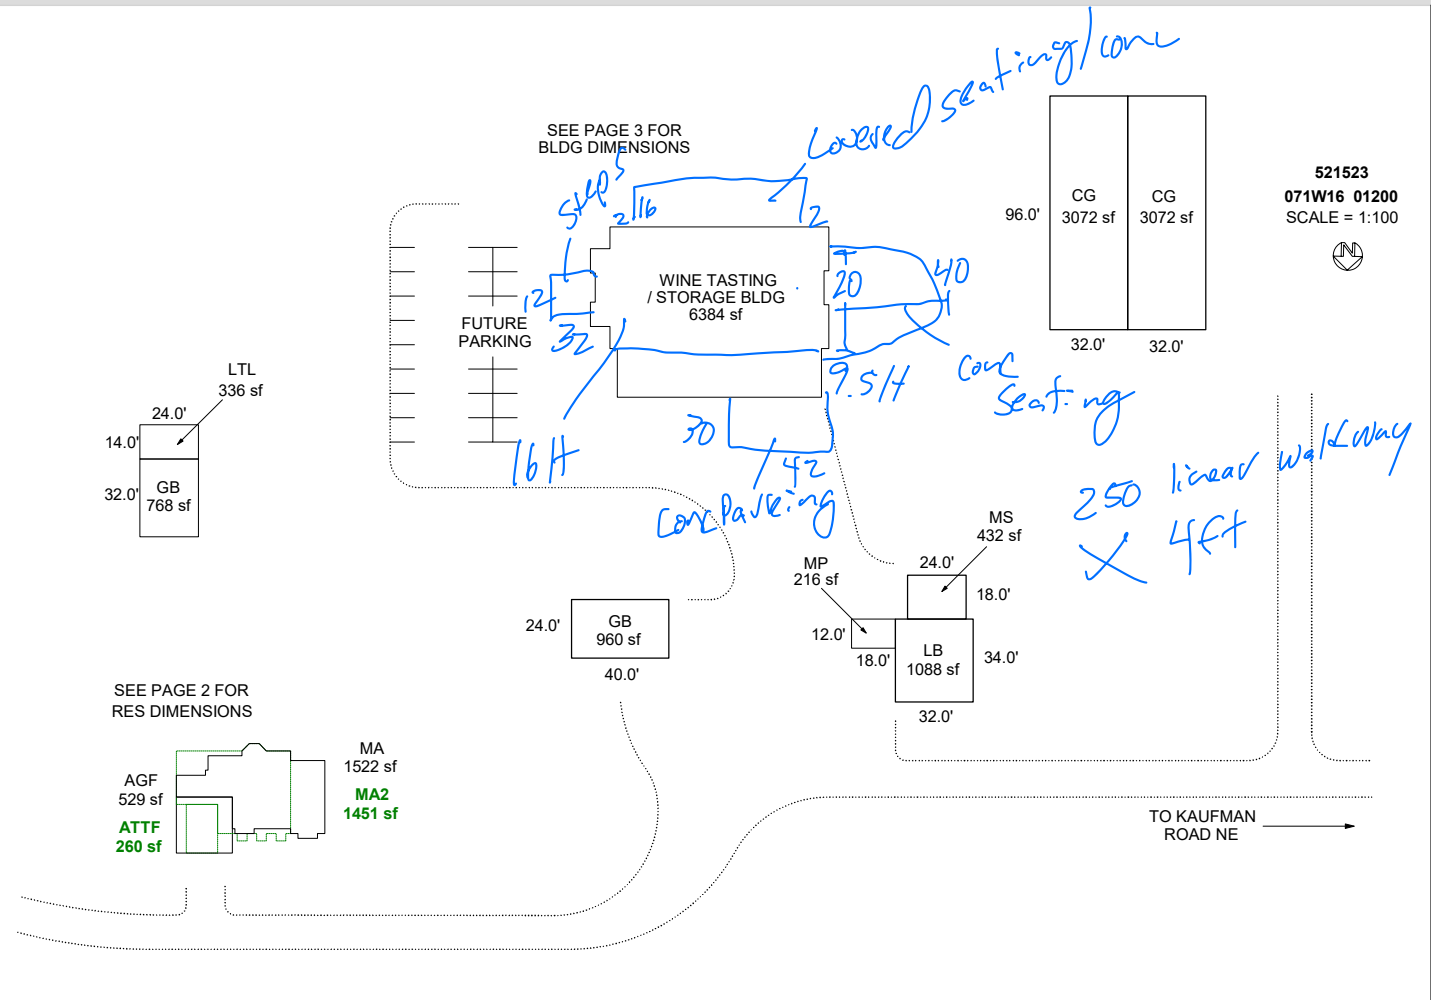 Covered seating/conc
SEE PAGE 3 FOR
BLDG DIMENSIONS
Steps
16
2
2
WINE TASTING
/ STORAGE BLDG
6384 sf
12
32
20
40
conc
seating
9.5H
16H
30
42
conc Parking
FUTURE
PARKING
96.0'
CG
3072 sf
CG
3072 sf
32.0'
32.0'
521523
071W16 01200
SCALE = 1:100
N
LTL
336 sf
24.0'
14.0'
32.0'
GB
768 sf
250 linear walkway
X 4ft
MS
432 sf
24.0'
18.0'
MP
216 sf
12.0'
18.0'
LB
1088 sf
34.0'
32.0'
24.0'
GB
960 sf
40.0'
SEE PAGE 2 FOR
RES DIMENSIONS
MA
1522 sf
MA2
1451 sf
AGF
529 sf
ATTF
260 sf
TO KAUFMAN
ROAD NE